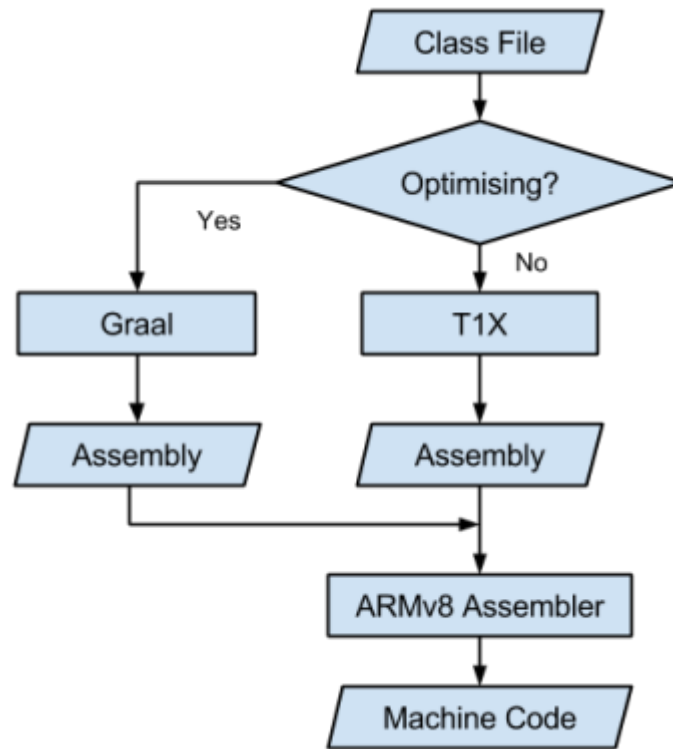 Class File
Optimising?
Yes
No
Graal
T1X
Assembly
Assembly
ARMv8 Assembler
Machine Code